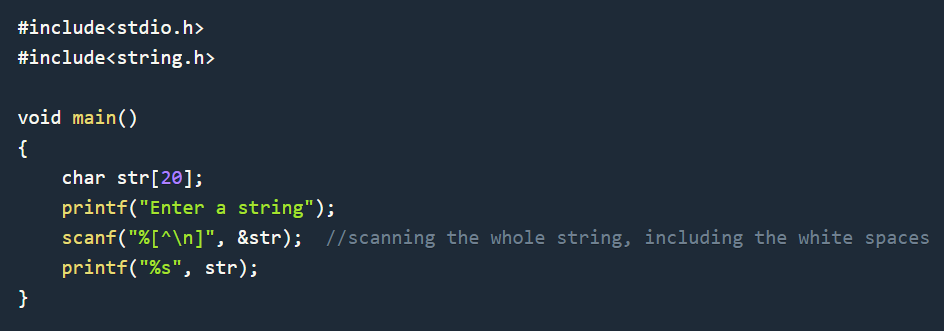 #include<stdio.h>
#include<string.h>
void main()
{
char str[20];
printf("Enter a string");
scanf("%[^\n]", &str);  //scanning the whole string, including the white spaces
printf("%s", str);
}